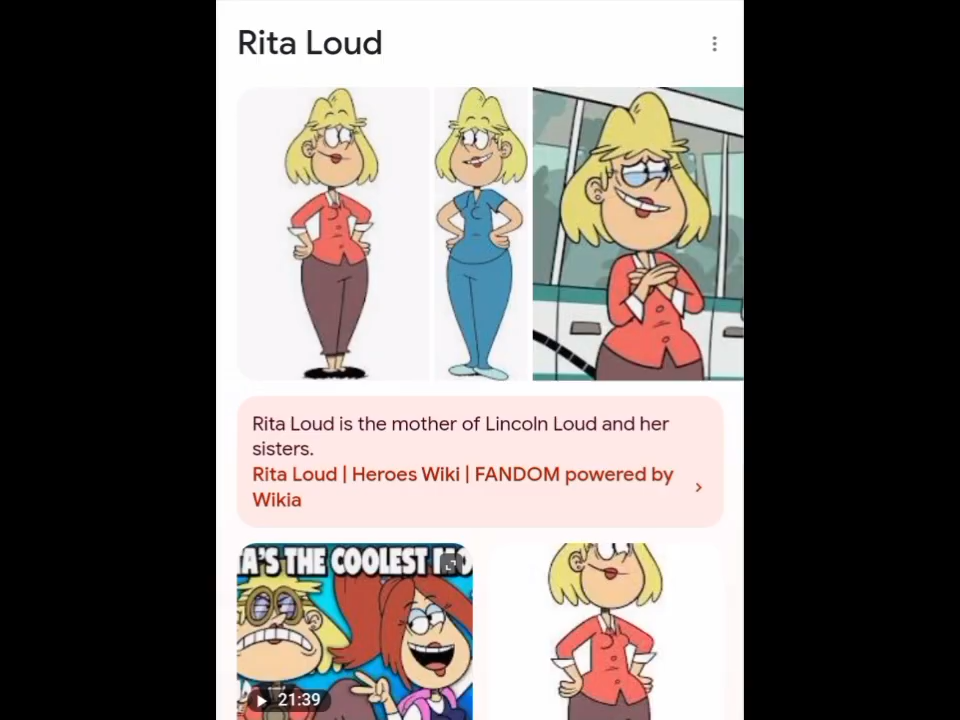 Rita Loud
Rita Loud is the mother of Lincoln Loud and her
sisters.
Rita Loud | Heroes Wiki | FANDOM powered by
Wikia
A'S THE COOLEST MO
21:39